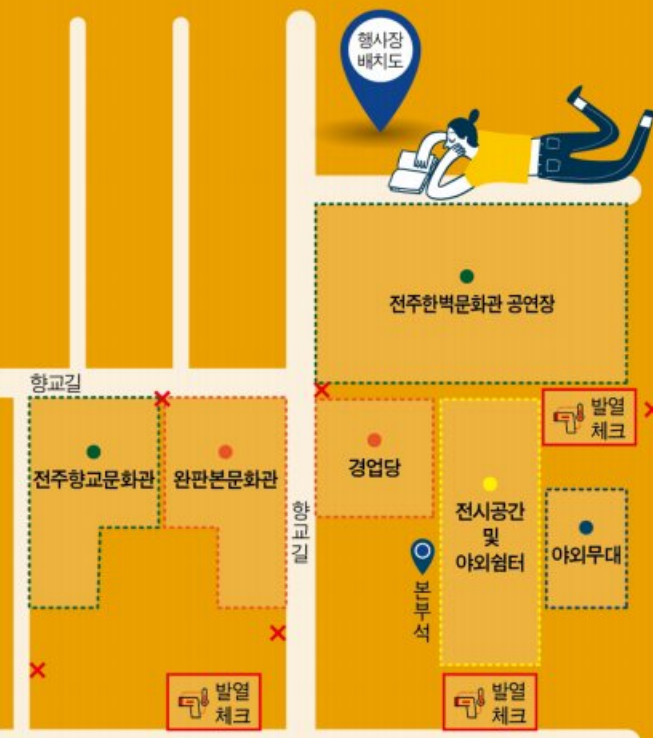 행사장
배치도
전주한벽문화관 공연장
향교길
발열
체크
전주향교문화관
완판본문화관
경업당
향교길
전시공간
및
야외쉼터
야외무대
본부석
발열
체크
발열
체크